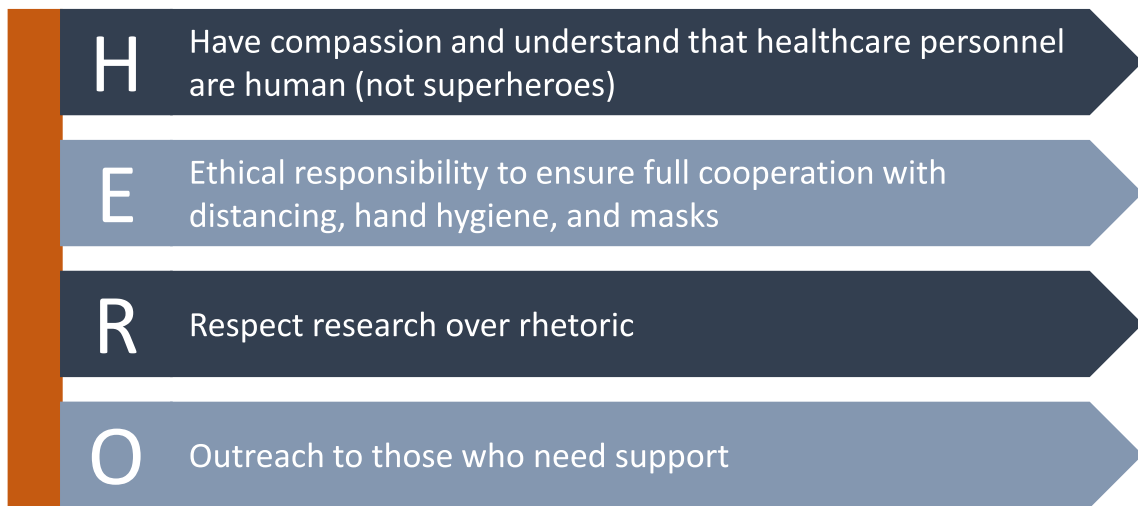 H
Have compassion and understand that healthcare personnel
are human (not superheroes)
E
Ethical responsibility to ensure full cooperation with
distancing, hand hygiene, and masks
R
Respect research over rhetoric
O
Outreach to those who need support